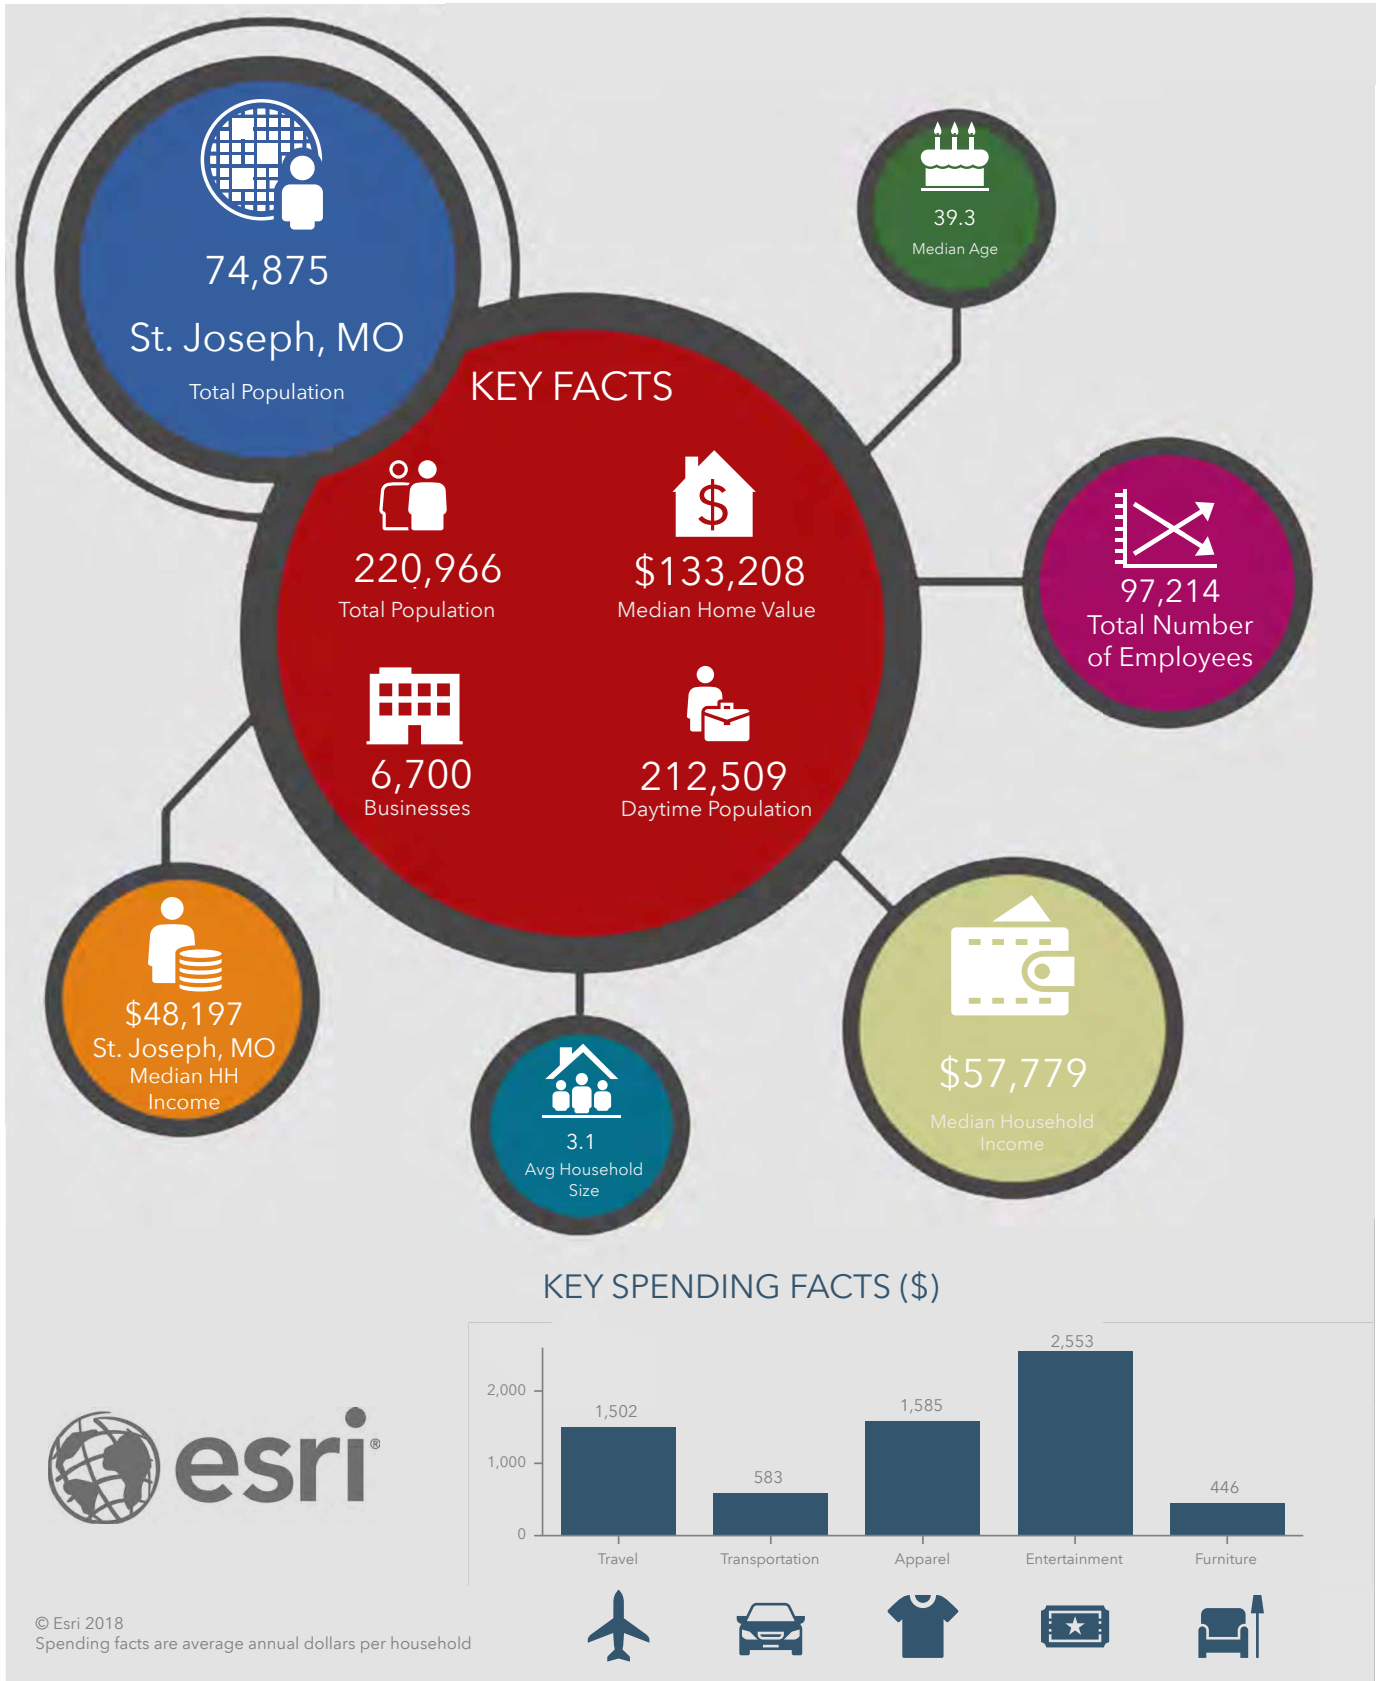 74,875
St. Joseph, MO
Total Population
39.3
Median Age
KEY FACTS
220,966
Total Population
$
$133,208
Median Home Value
97,214
Total Number
of Employees
6,700
Businesses
212,509
Daytime Population
$48,197
St. Joseph, MO
Median HH
Income
3.1
Avg Household
Size
$57,779
Median Household
Income
KEY SPENDING FACTS ($)
2,000
1,000
0
1,502
583
1,585
2,553
446
Travel
Transportation
Apparel
Entertainment
Furniture
esri®
© Esri 2018
Spending facts are average annual dollars per household